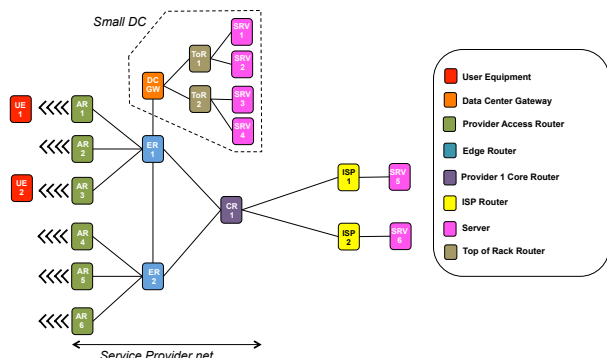 Small DC
SRV
1
ToR
1
SRV
2
DC
GW
ToR
2
SRV
3
SRV
4
UE
1
AR
1
AR
2
ER
1
UE
2
AR
3
AR
4
AR
5
ER
2
AR
6
CR
1
ISP
1
SRV
5
ISP
2
SRV
6
Service Provider net
User Equipment
Data Center Gateway
Provider Access Router
Edge Router
Provider 1 Core Router
ISP Router
Server
Top of Rack Router